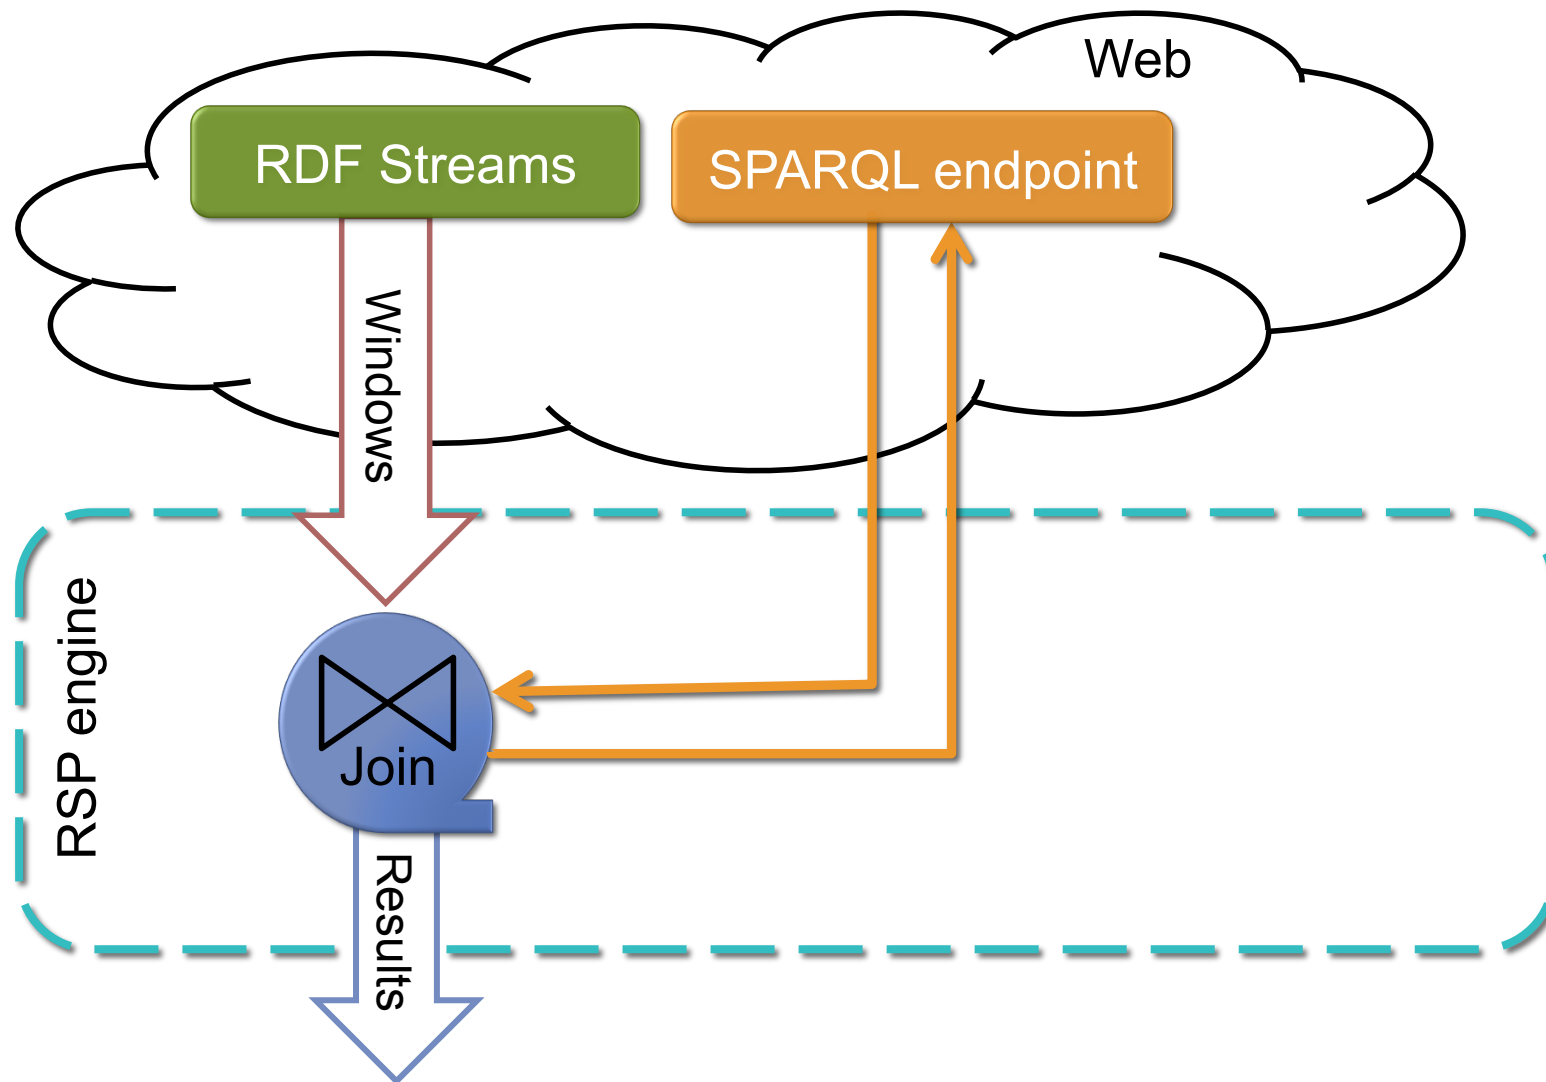 Web
RDF Streams
SPARQL endpoint
Windows
RSP engine
Join
Results